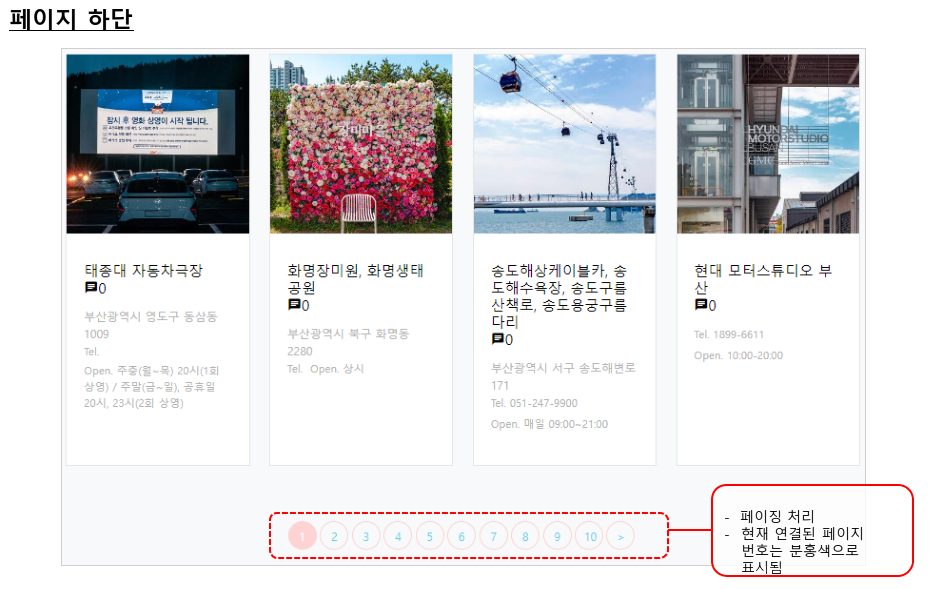 페이지 하단
잠시 후 영화 상영이 시작 됩니다.
장미마
HYUNDAI
MOTORSTUDIO
BUSAN
GMC
태종대 자동차극장
0
부산광역시 영도구 동삼동
1009
Tel.
Open. 주중(월~목) 20시(1회
상영) / 주말(금~일), 공휴일
20시, 23시(2회 상영)
화명장미원, 화명생태
공원
0
부산광역시 북구 화명동
2280
Tel. Open. 상시
송도해상케이블카, 송
도해수욕장, 송도구름
산책로, 송도용궁구름
다리
0
부산광역시 서구 송도해변로
171
Tel. 051-247-9900
Open. 매일 09:00~21:00
현대 모터스튜디오 부
산
0
Tel. 1899-6611
Open. 10:00-20:00
1 2 3 4 5 6 7 8 9 10 >
- 페이징 처리
- 현재 연결된 페이지
번호는 분홍색으로
표시됨